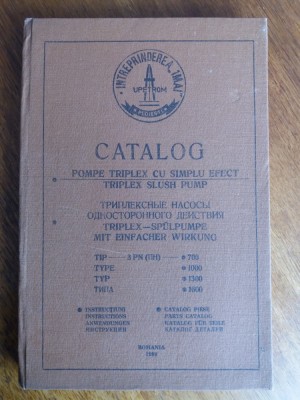 ÎNTREPRINDEREA „1 MAI”
UPETROM
PLOIEȘTI
CATALOG
POMPE TRIPLEX CU SIMPLU EFECT
TRIPLEX SLUSH PUMP
ТРИПЛЕКСНЫЕ НАСОСЫ
ОДНОСТОРОННОГО ДЕЙСТВИЯ
TRIPLEX—SPÜLPUMPE
MIT EINFACHER WIRKUNG
TIP 3 PN (ПН) 700
TYPE 1000
TYP 1300
ТИПА 1600
INSTRUCȚIUNI
INSTRUCTIONS
ANWEISUNGEN
ИНСТРУКЦИИ
CATALOG PIESE
PARTS CATALOG
KATALOG FÜR TEILE
КАТАЛОГ ДЕТАЛЕЙ
ROMANIA